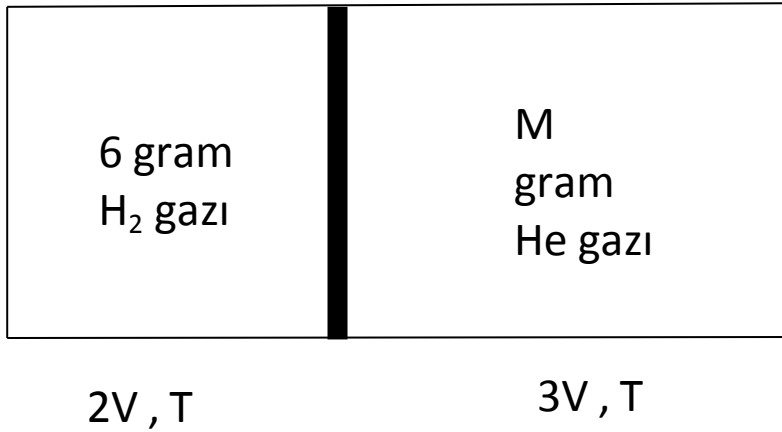 6 gram
H₂ gazı
M
gram
He gazı
2V , T
3V , T